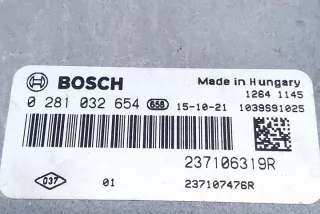 BOSCH
Made in Hungary
1264 1145
0 281 032 654 658 15-10-21 1039S91025
237106319R
037 01 237107476R